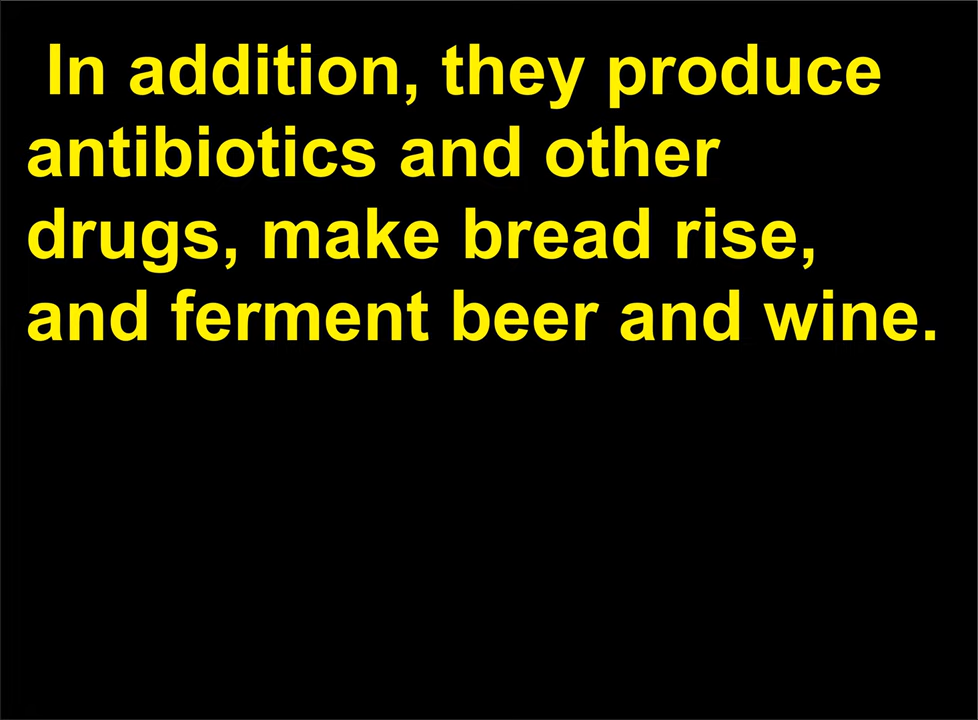 In addition, they produce
antibiotics and other
drugs, make bread rise,
and ferment beer and wine.